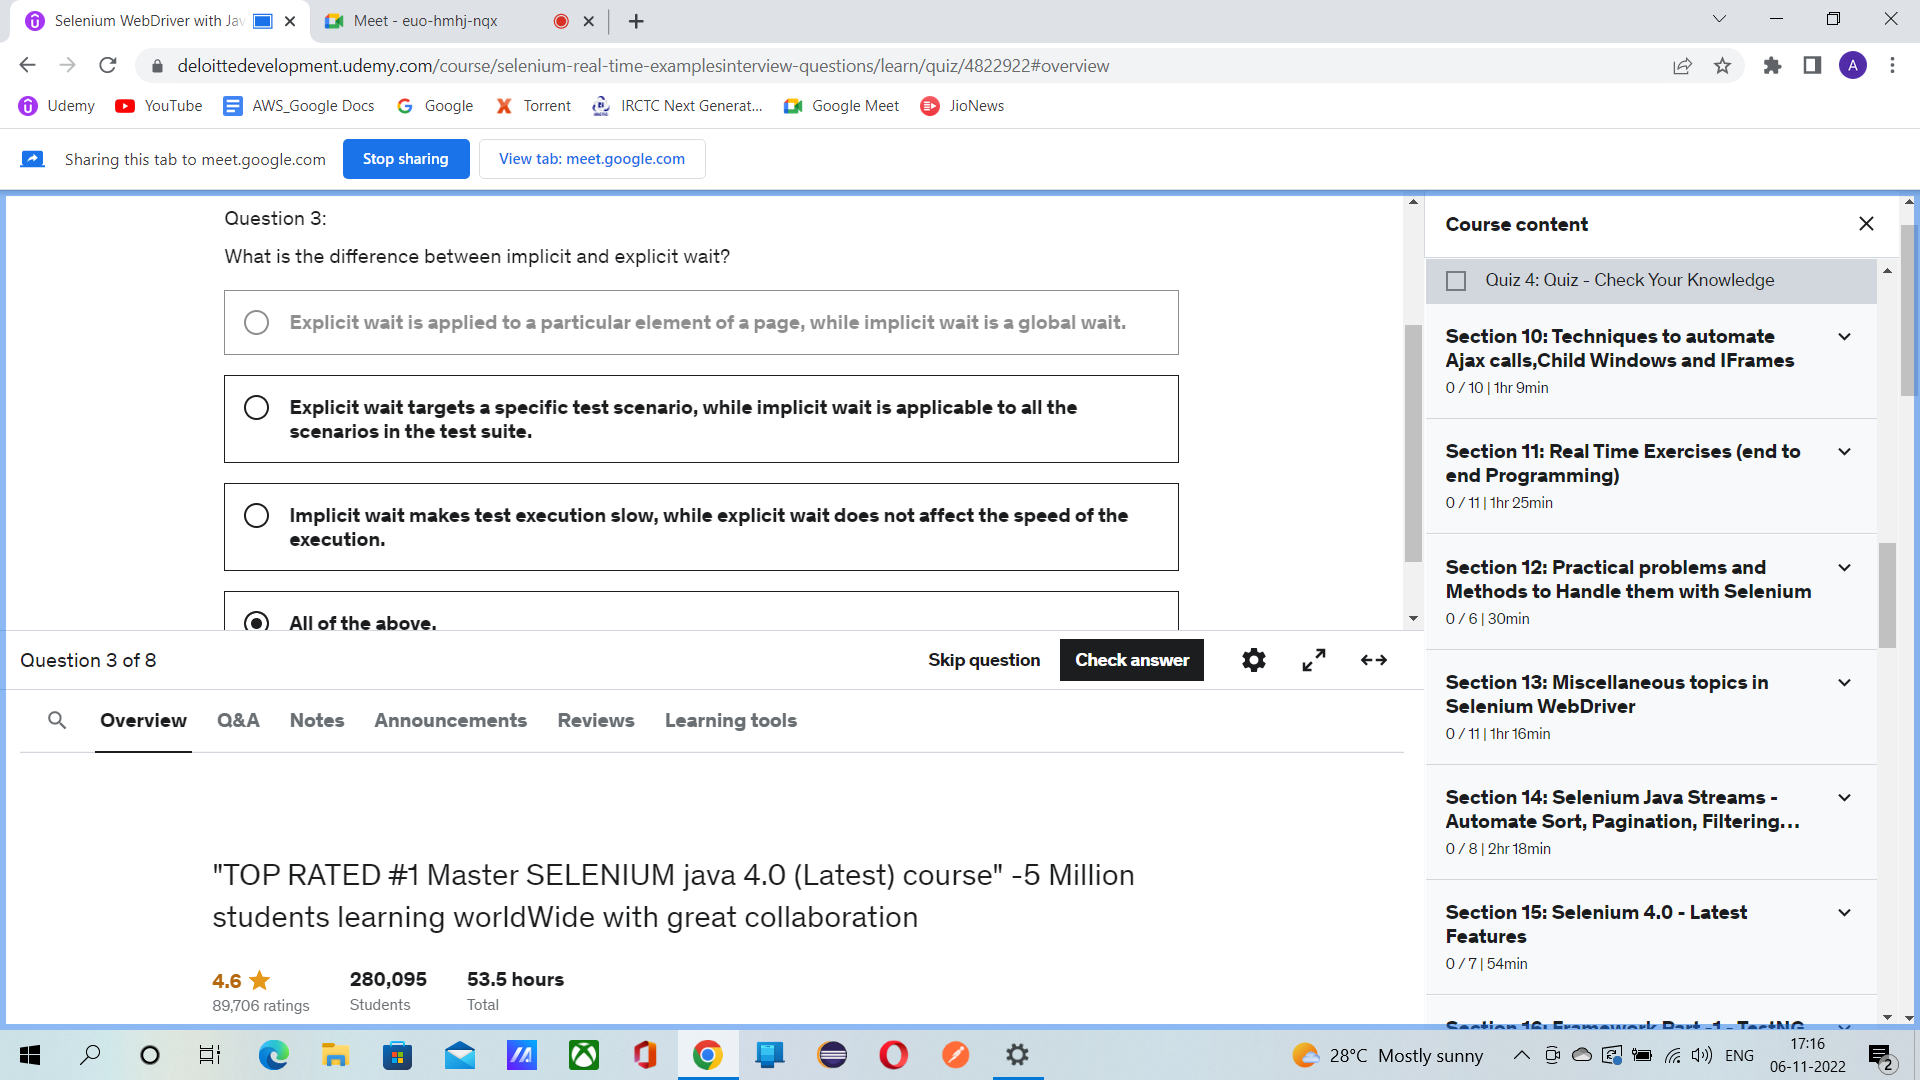 Selenium WebDriver with Jav
Meet - euo-hmhj-nqx
deloittedevelopment.udemy.com/course/selenium-real-time-examplesinterview-questions/learn/quiz/4822922#overview
A
Udemy
YouTube
AWS_Google Docs
Google
Torrent
IRCTC Next Generat...
Google Meet
JioNews
Sharing this tab to meet.google.com
Stop sharing
View tab: meet.google.com
Question 3:
What is the difference between implicit and explicit wait?
Explicit wait is applied to a particular element of a page, while implicit wait is a global wait.
Explicit wait targets a specific test scenario, while implicit wait is applicable to all the
scenarios in the test suite.
Implicit wait makes test execution slow, while explicit wait does not affect the speed of the
execution.
All of the above.
Question 3 of 8
Skip question
Check answer
Overview
Q&A
Notes
Announcements
Reviews
Learning tools
"TOP RATED #1 Master SELENIUM java 4.0 (Latest) course" -5 Million
students learning worldWide with great collaboration
4.6
280,095
53.5 hours
89,706 ratings
Students
Total
Course content
Quiz 4: Quiz - Check Your Knowledge
Section 10: Techniques to automate
Ajax calls,Child Windows and IFrames
0 / 10 | 1hr 9min
Section 11: Real Time Exercises (end to
end Programming)
0 / 11 | 1hr 25min
Section 12: Practical problems and
Methods to Handle them with Selenium
0 / 6 | 30min
Section 13: Miscellaneous topics in
Selenium WebDriver
0 / 11 | 1hr 16min
Section 14: Selenium Java Streams -
Automate Sort, Pagination, Filtering...
0 / 8 | 2hr 18min
Section 15: Selenium 4.0 - Latest
Features
0 / 7 | 54min
Section 16: Framework Part -1 - TestNG
28°C Mostly sunny
ENG
17:16
06-11-2022
2